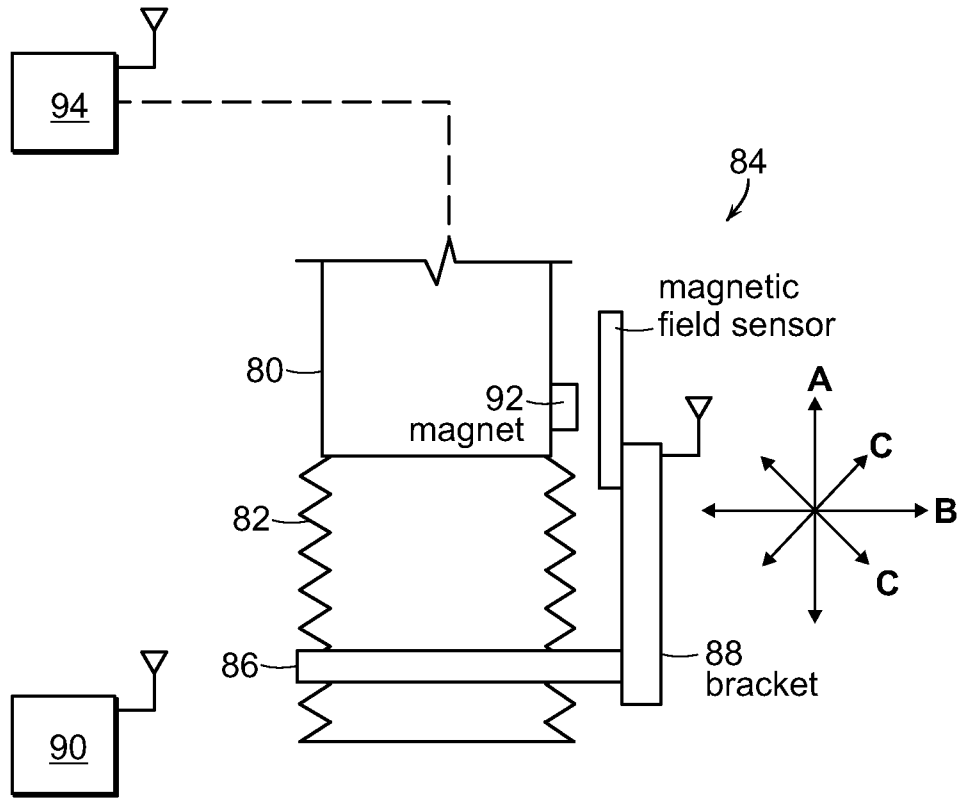 94
84
magnetic
field sensor
80
92
magnet
A
C
B
C
82
86
88
bracket
90